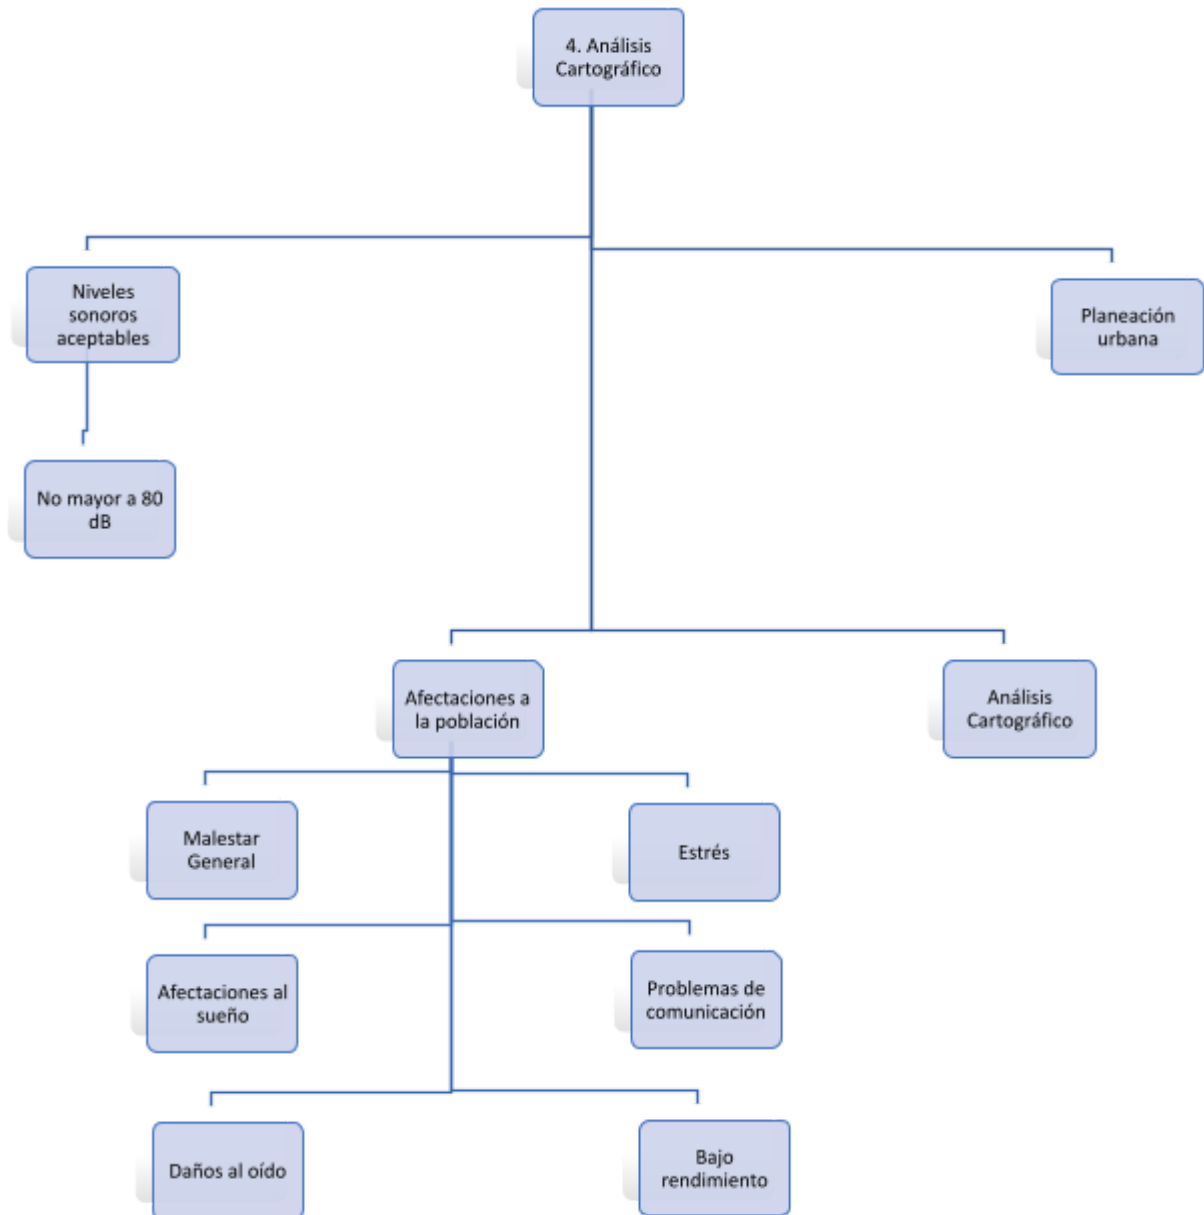 4. Análisis
Cartográfico
Niveles
sonoros
aceptables
Planeación
urbana
No mayor a 80
dB
Afectaciones a
la población
Análisis
Cartográfico
Malestar
General
Estrés
Afectaciones al
sueño
Problemas de
comunicación
Daños al oído
Bajo
rendimiento